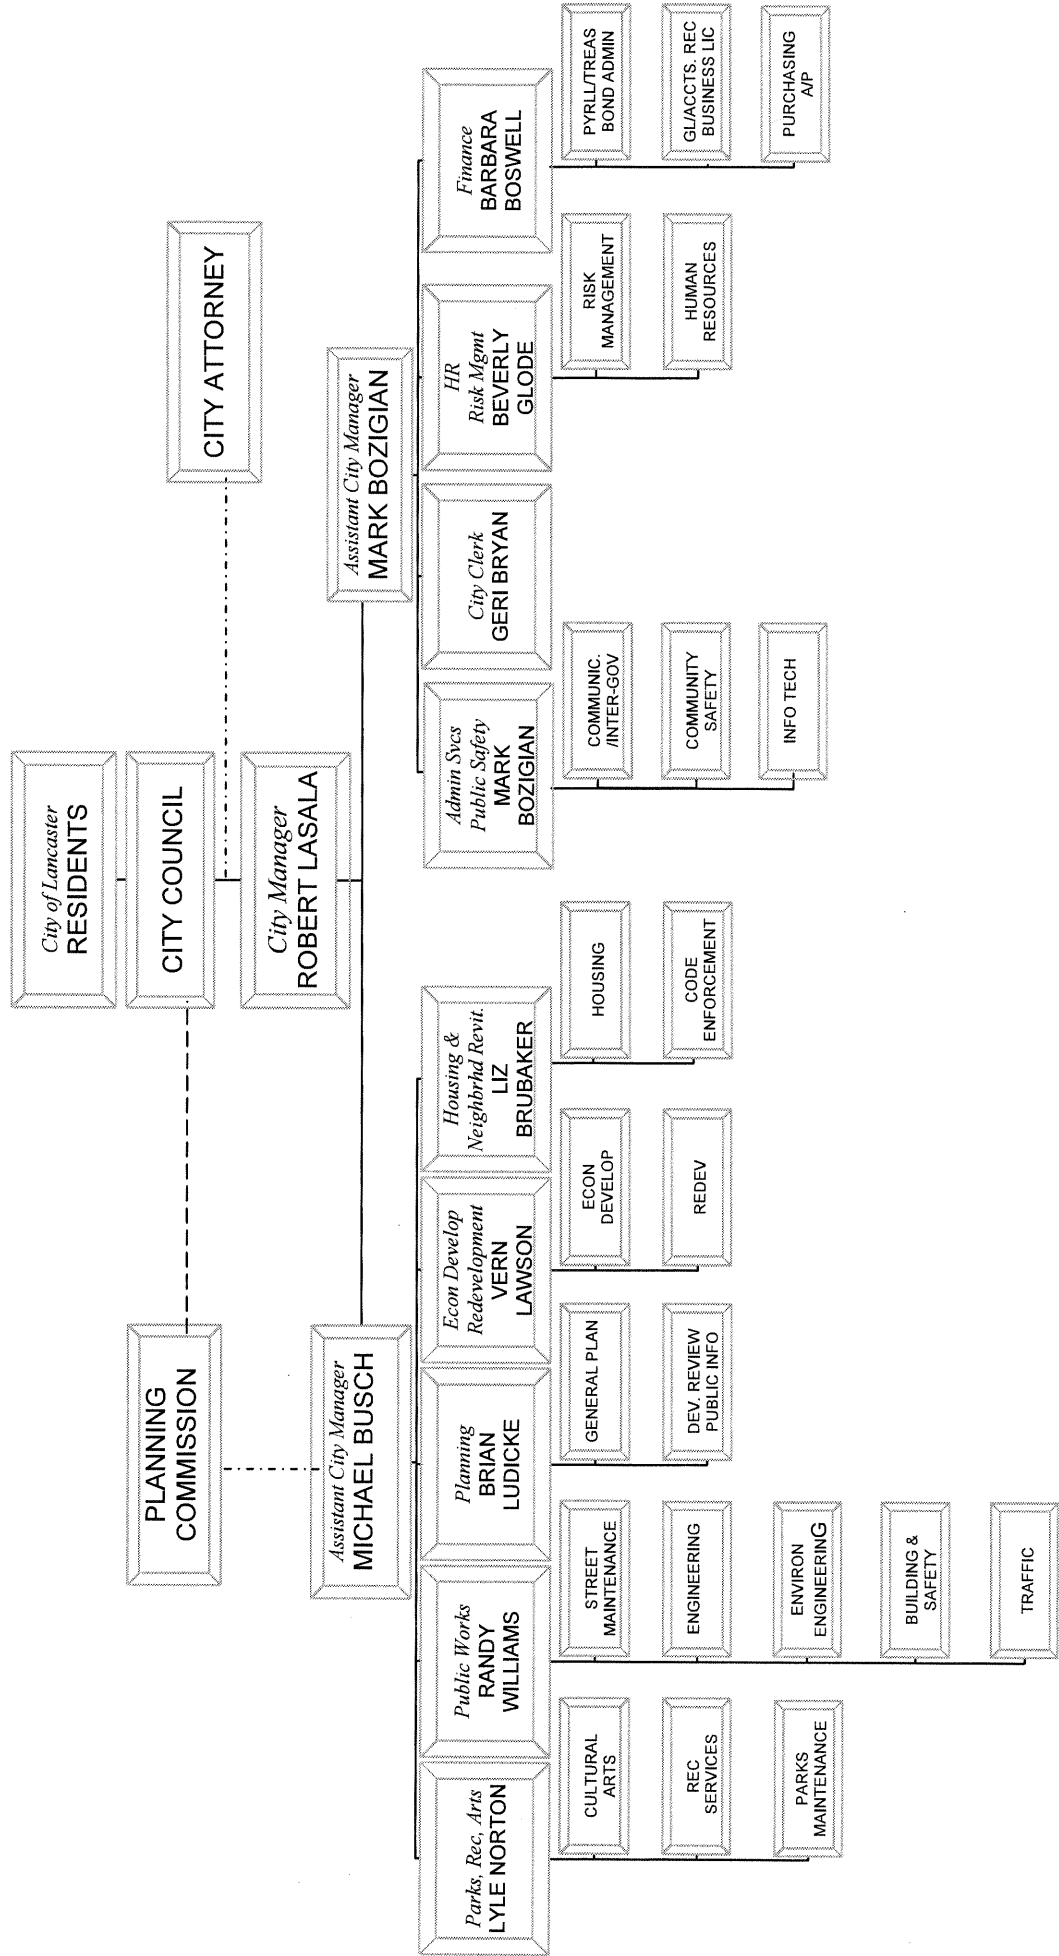 City of Lancaster
RESIDENTS
PLANNING
COMMISSION
CITY COUNCIL
CITY ATTORNEY
City Manager
ROBERT LASALA
Assistant City Manager
MICHAEL BUSCH
Assistant City Manager
MARK BOZIGIAN
Parks, Rec, Arts
LYLE NORTON
Public Works
RANDY
WILLIAMS
Planning
BRIAN
LUDICKE
Econ Develop
Redevelopment
VERN
LAWSON
Housing &
Neighbrhd Revit.
LIZ
BRUBAKER
Admin Svcs
Public Safety
MARK
BOZIGIAN
City Clerk
GERI BRYAN
HR
Risk Mgmt
BEVERLY
GLODE
Finance
BARBARA
BOSWELL
CULTURAL
ARTS
REC
SERVICES
PARKS
MAINTENANCE
STREET
MAINTENANCE
ENGINEERING
ENVIRON
ENGINEERING
BUILDING &
SAFETY
TRAFFIC
GENERAL PLAN
DEV. REVIEW
PUBLIC INFO
ECON
DEVELOP
REDEV
HOUSING
CODE
ENFORCEMENT
COMMUNIC.
/INTER-GOV
COMMUNITY
SAFETY
INFO TECH
RISK
MANAGEMENT
HUMAN
RESOURCES
PYRLL/TREAS
BOND ADMIN
GL/ACCTS. REC
BUSINESS LIC
PURCHASING
A/P